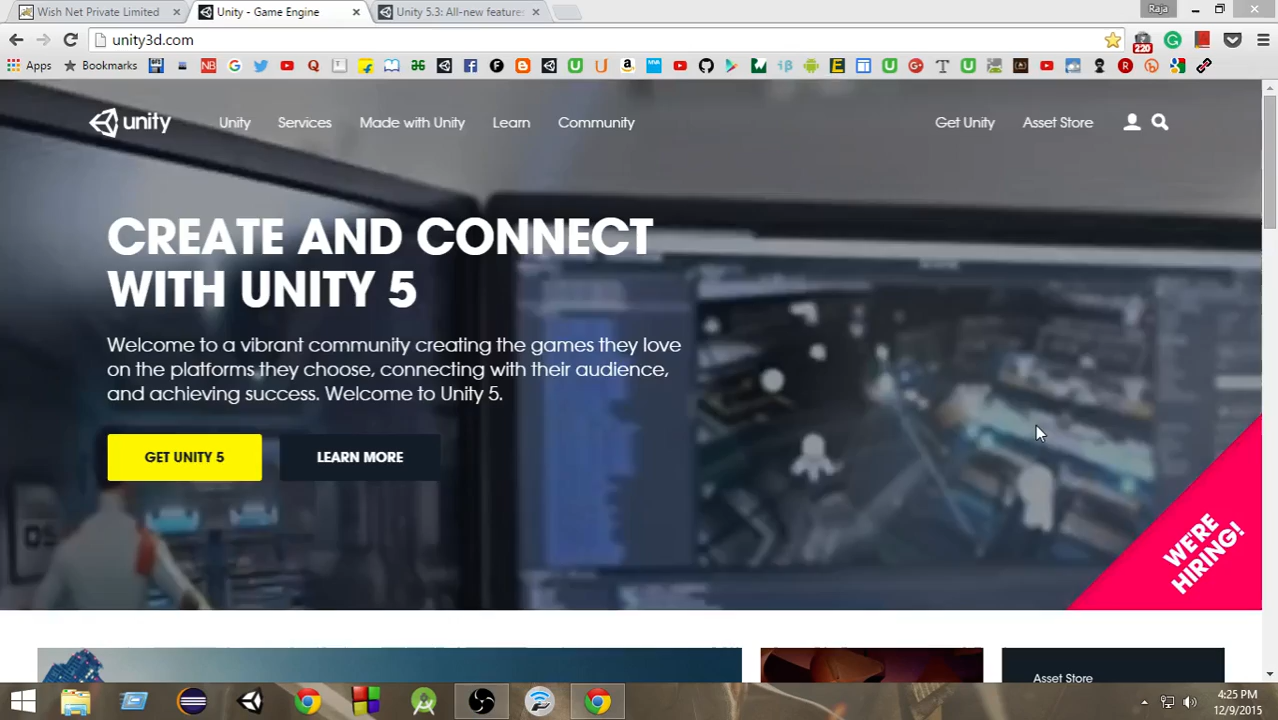 Wish Net Private Limited
Unity - Game Engine
Unity 5.3: All-new feature
Raja
unity3d.com
220
Apps
Bookmarks
unity
Unity
Services
Made with Unity
Learn
Community
Get Unity
Asset Store
CREATE AND CONNECT
WITH UNITY 5
Welcome to a vibrant community creating the games they love
on the platforms they choose, connecting with their audience,
and achieving success. Welcome to Unity 5.
GET UNITY 5
LEARN MORE
WE'RE
HIRING!
Asset Store
4:25 PM
12/9/2015